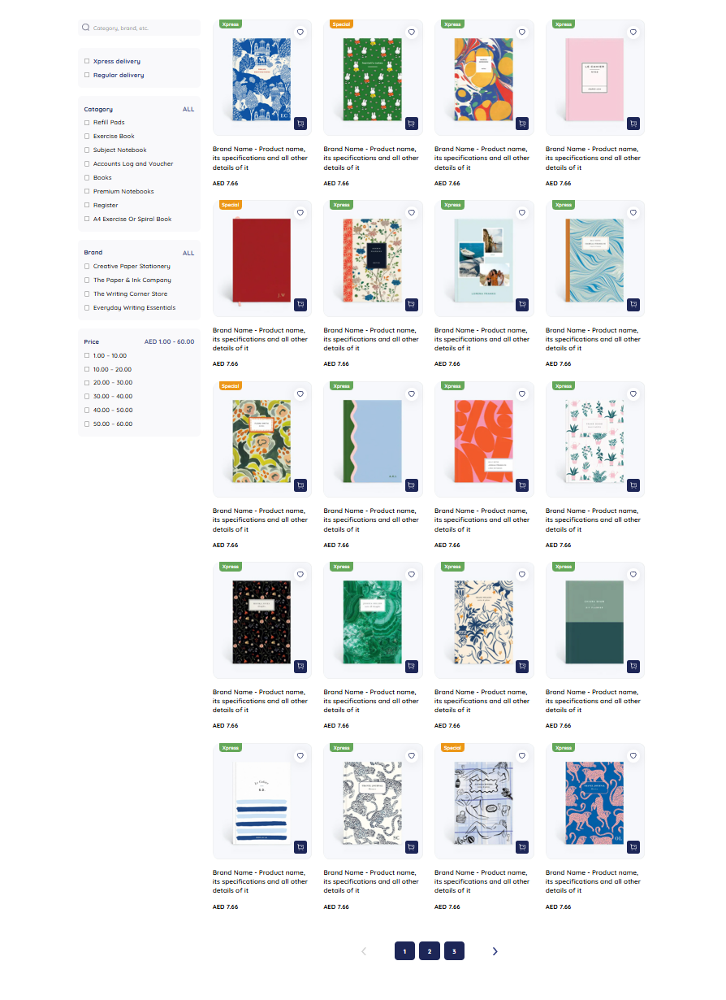 Category, brand, etc.
Xpress delivery
Regular delivery
Catagory ALL
Refill Pads
Exercise Book
Subject Notebook
Accounts Log and Voucher
Books
Premium Notebooks
Register
A4 Exercise Or Spiral Book
Brand ALL
Creative Paper Stationery
The Paper & Ink Company
The Writing Corner Store
Everyday Writing Essentials
Price AED 1.00 - 60.00
1.00 - 10.00
10.00 - 20.00
20.00 - 30.00
30.00 - 40.00
40.00 - 50.00
50.00 - 60.00
Xpress Special Xpress Xpress
LE CAHIER
EC
Brand Name - Product name, Brand Name - Product name, Brand Name - Product name, Brand Name - Product name,
its specifications and all other its specifications and all other its specifications and all other its specifications and all other
details of it details of it details of it details of it
AED 7.66 AED 7.66 AED 7.66 AED 7.66
Special Xpress Xpress Xpress
J W
Brand Name - Product name, Brand Name - Product name, Brand Name - Product name, Brand Name - Product name,
its specifications and all other its specifications and all other its specifications and all other its specifications and all other
details of it details of it details of it details of it
AED 7.66 AED 7.66 AED 7.66 AED 7.66
Special Xpress Xpress Xpress
Brand Name - Product name, Brand Name - Product name, Brand Name - Product name, Brand Name - Product name,
its specifications and all other its specifications and all other its specifications and all other its specifications and all other
details of it details of it details of it details of it
AED 7.66 AED 7.66 AED 7.66 AED 7.66
Xpress Xpress Xpress Xpress
Brand Name - Product name, Brand Name - Product name, Brand Name - Product name, Brand Name - Product name,
its specifications and all other its specifications and all other its specifications and all other its specifications and all other
details of it details of it details of it details of it
AED 7.66 AED 7.66 AED 7.66 AED 7.66
Xpress Xpress Special Xpress
Le Cahier
SC OL
Brand Name - Product name, Brand Name - Product name, Brand Name - Product name, Brand Name - Product name,
its specifications and all other its specifications and all other its specifications and all other its specifications and all other
details of it details of it details of it details of it
AED 7.66 AED 7.66 AED 7.66 AED 7.66
1 2 3